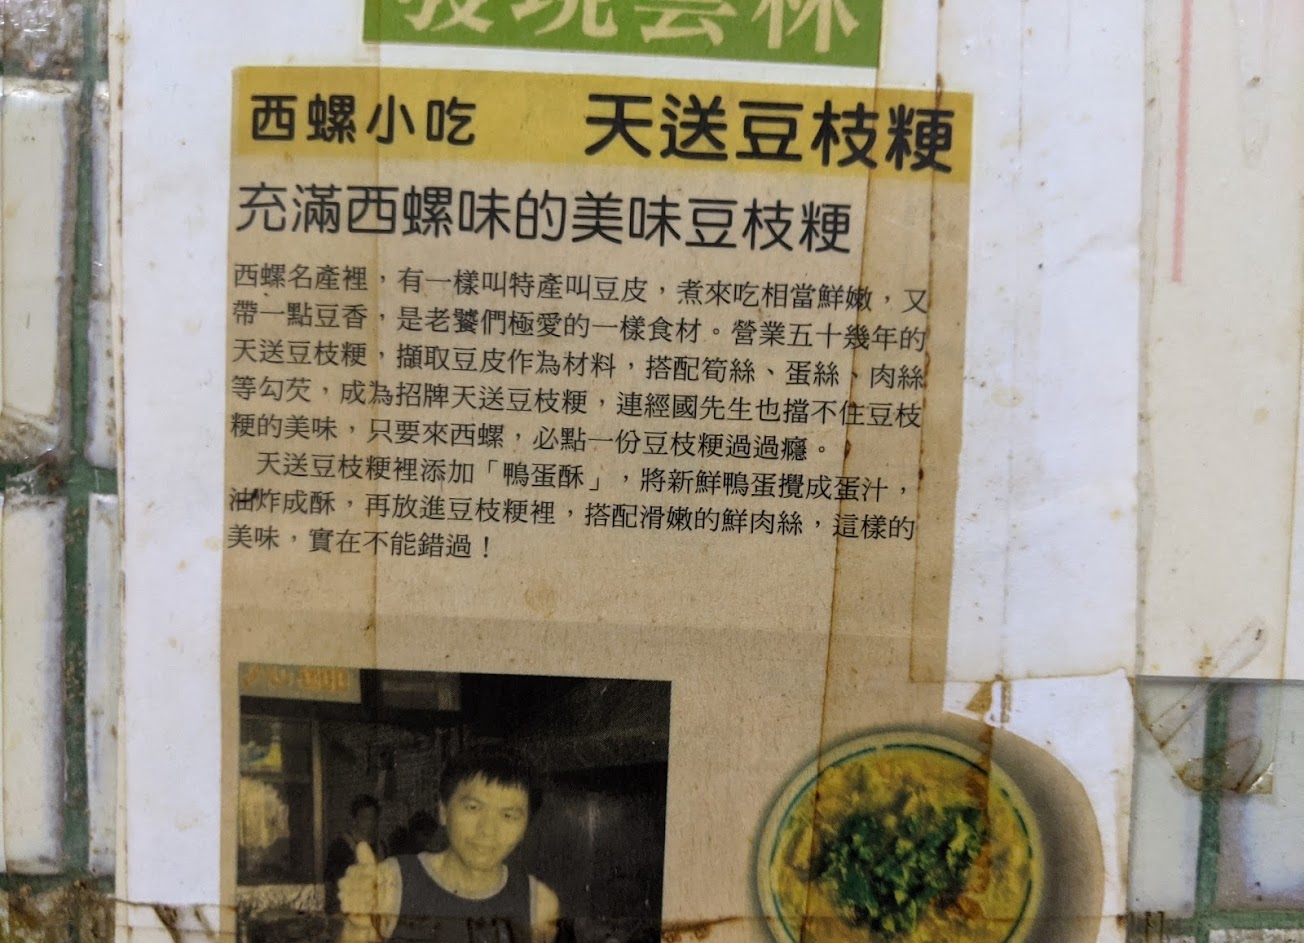 發現雲林
西螺小吃 天送豆枝粳
充滿西螺味的美味豆枝粳
西螺名產裡，有一樣叫特產叫豆皮，煮來吃相當鮮嫩，又
帶一點豆香，是老饕們極愛的一樣食材。營業五十幾年的
天送豆枝粳，擷取豆皮作為材料，搭配筍絲、蛋絲、肉絲
等勾芡，成為招牌天送豆枝粳，連經國先生也擋不住豆枝
粳的美味，只要來西螺，必點一份豆枝粳過過癮。
天送豆枝粳裡添加「鴨蛋酥」，將新鮮鴨蛋攪成蛋汁，
油炸成酥，再放進豆枝粳裡，搭配滑嫩的鮮肉絲，這樣的
美味，實在不能錯過！